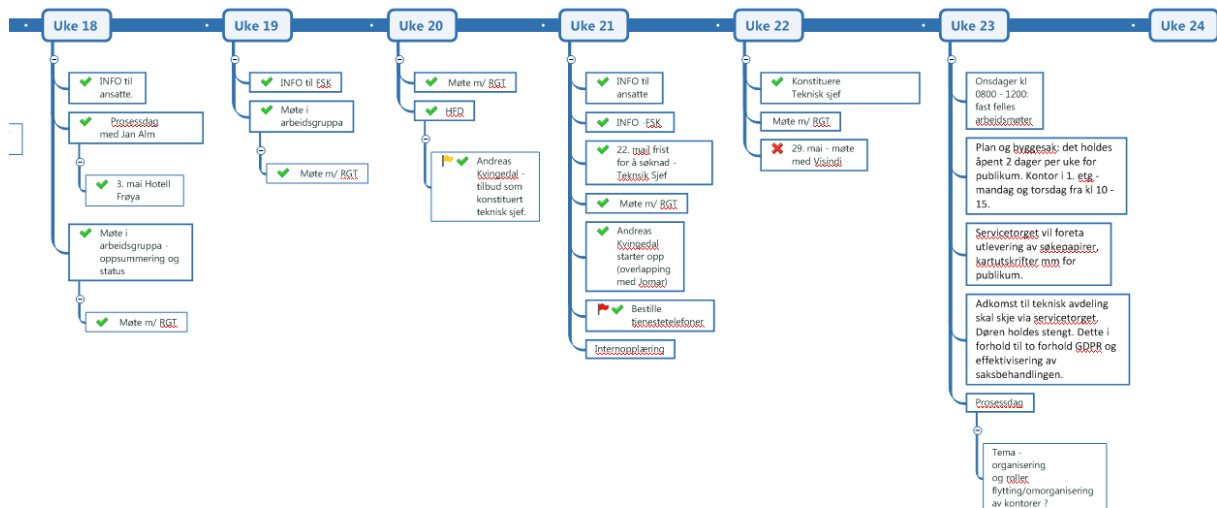 Uke 18
Uke 19
Uke 20
Uke 21
Uke 22
Uke 23
Uke 24
INFO til
ansatte.
Prosessdag
med Jan Alm
3. mai Hotell
Frøya
Møte i
arbeidsgruppa -
oppsummering og
status
Møte m/ RGT
INFO til FSK
Møte i
arbeidsgruppa
Møte m/ RGT
Møte m/ RGT
HFD
Andreas
Kvingedal -
tilbud som
konstituert
teknisk sjef.
INFO til
ansatte
INFO -FSK
22. mail frist
for å søknad -
Teknsik Sjef
Møte m/ RGT
Andreas
Kvingedal
starter opp
(overlapping
med Jomar)
Bestille
tjenestetelefoner
Internopplæring
Konstituere
Teknisk sjef
Møte m/ RGT
29. mai - møte
med Visindi
Onsdager kl
0800 - 1200:
fast felles
arbeidsmøter
Plan og byggesak: det holdes
åpent 2 dager per uke for
publikum. Kontor i 1. etg -
mandag og torsdag fra kl 10 -
15.
Servicetorget vil foreta
utlevering av søkepapirer,
kartutskrifter mm for
publikum.
Adkomst til teknisk avdeling
skal skje via servicetorget.
Døren holdes stengt. Dette i
forhold til to forhold GDPR og
effektivisering av
saksbehandlingen.
Prosessdag
Tema -
organisering
og roller
flytting/omorganisering
av kontorer ?